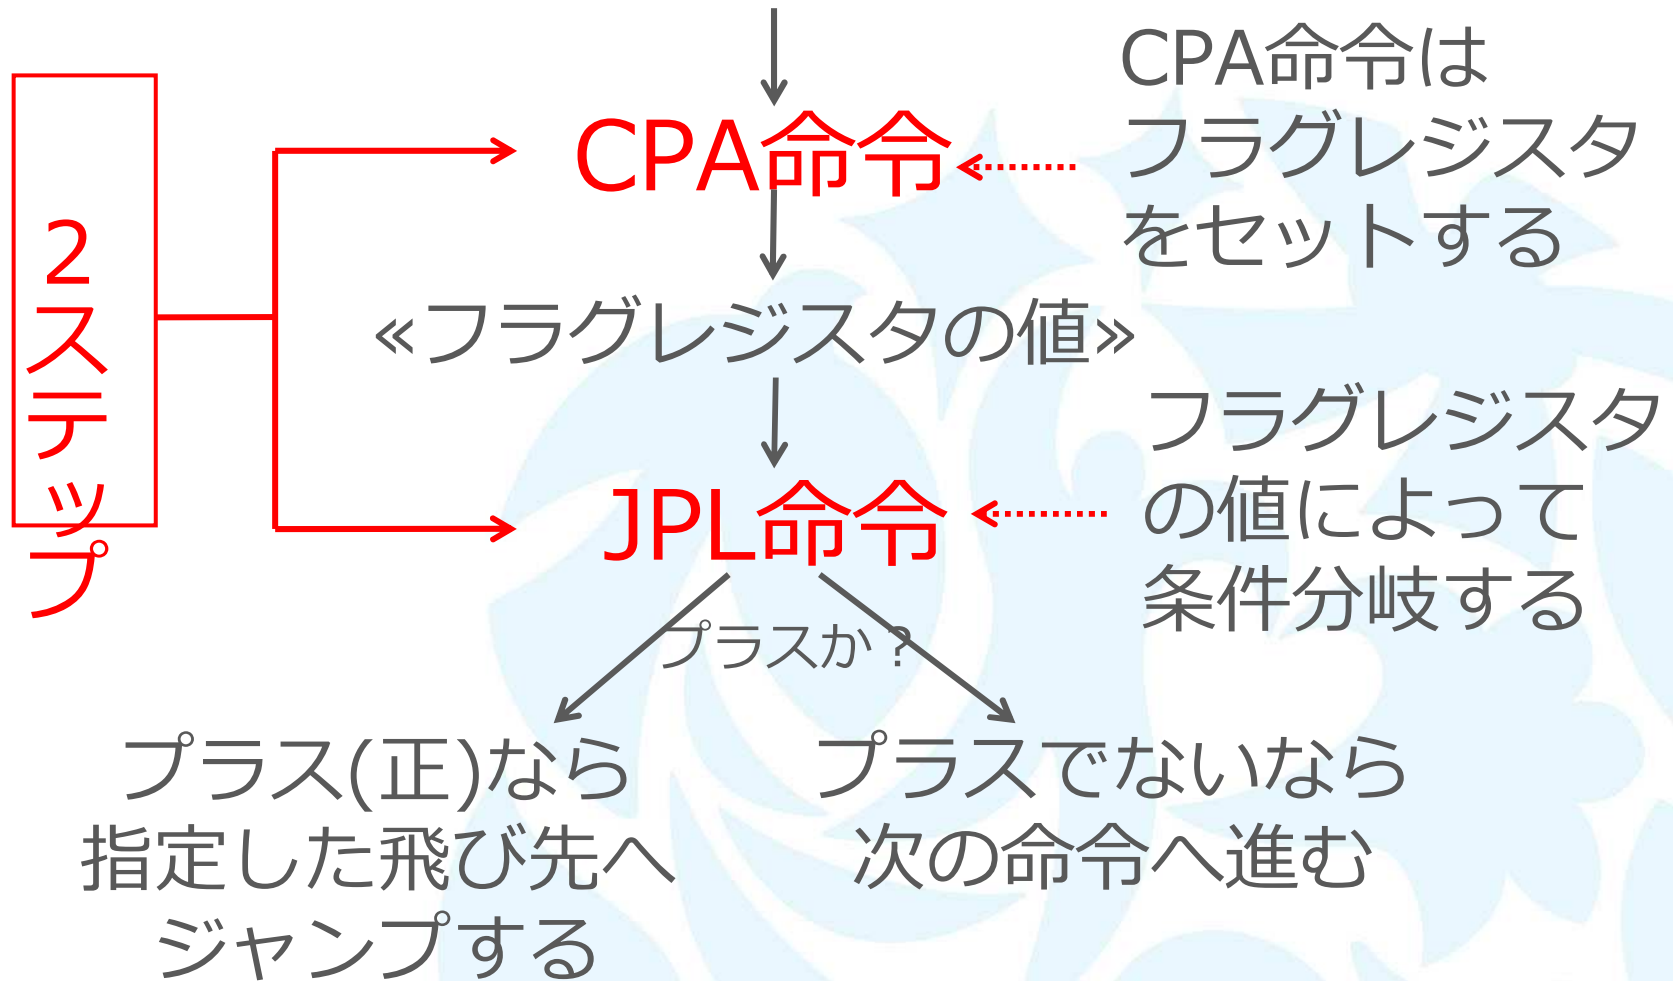 2ステップ
CPA命令
CPA命令は
フラグレジスタ
をセットする
«フラグレジスタの値»
JPL命令
フラグレジスタ
の値によって
条件分岐する
プラスか？
プラス(正)なら
指定した飛び先へ
ジャンプする
プラスでないなら
次の命令へ進む